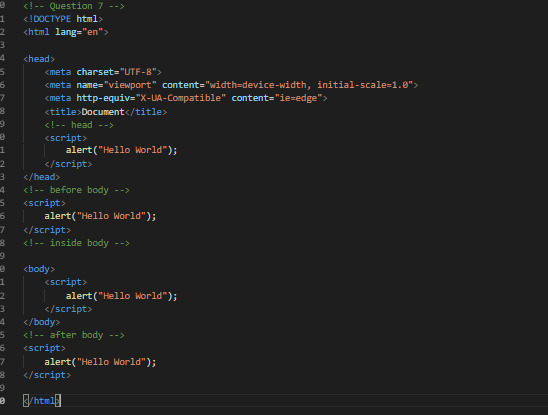 0 <!-- Question 7 -->
1 <!DOCTYPE html>
2 <html lang="en">
3
4 <head>
5 <meta charset="UTF-8">
6 <meta name="viewport" content="width=device-width, initial-scale=1.0">
7 <meta http-equiv="X-UA-Compatible" content="ie=edge">
8 <title>Document</title>
9 <!-- head -->
0 <script>
1 alert("Hello World");
2 </script>
3 </head>
4 <!-- before body -->
5 <script>
6 alert("Hello World");
7 </script>
8 <!-- inside body -->
9
0 <body>
1 <script>
2 alert("Hello World");
3 </script>
4 </body>
5 <!-- after body -->
6 <script>
7 alert("Hello World");
8 </script>
9
0 </html>